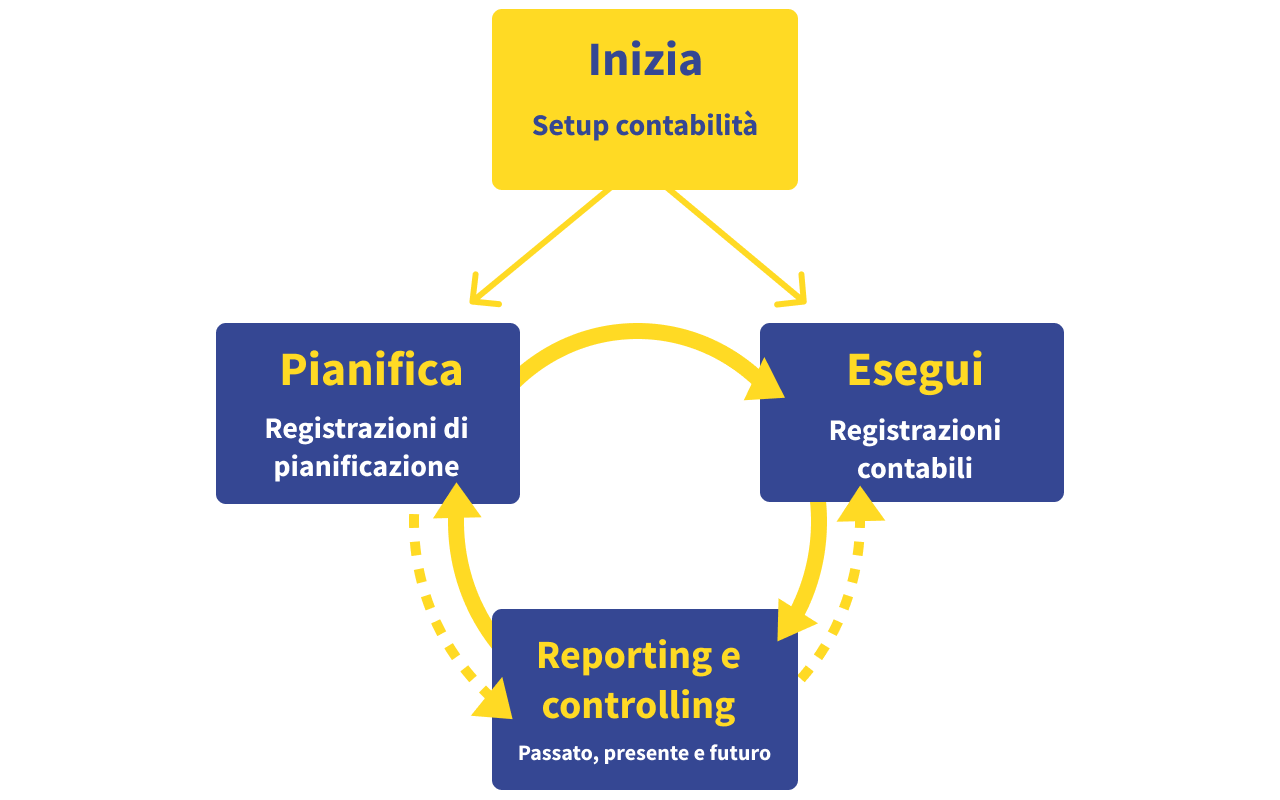 Inizia
Setup contabilità
Pianifica
Registrazioni di
pianificazione
Esegui
Registrazioni
contabili
Reporting e
controlling
Passato, presente e futuro